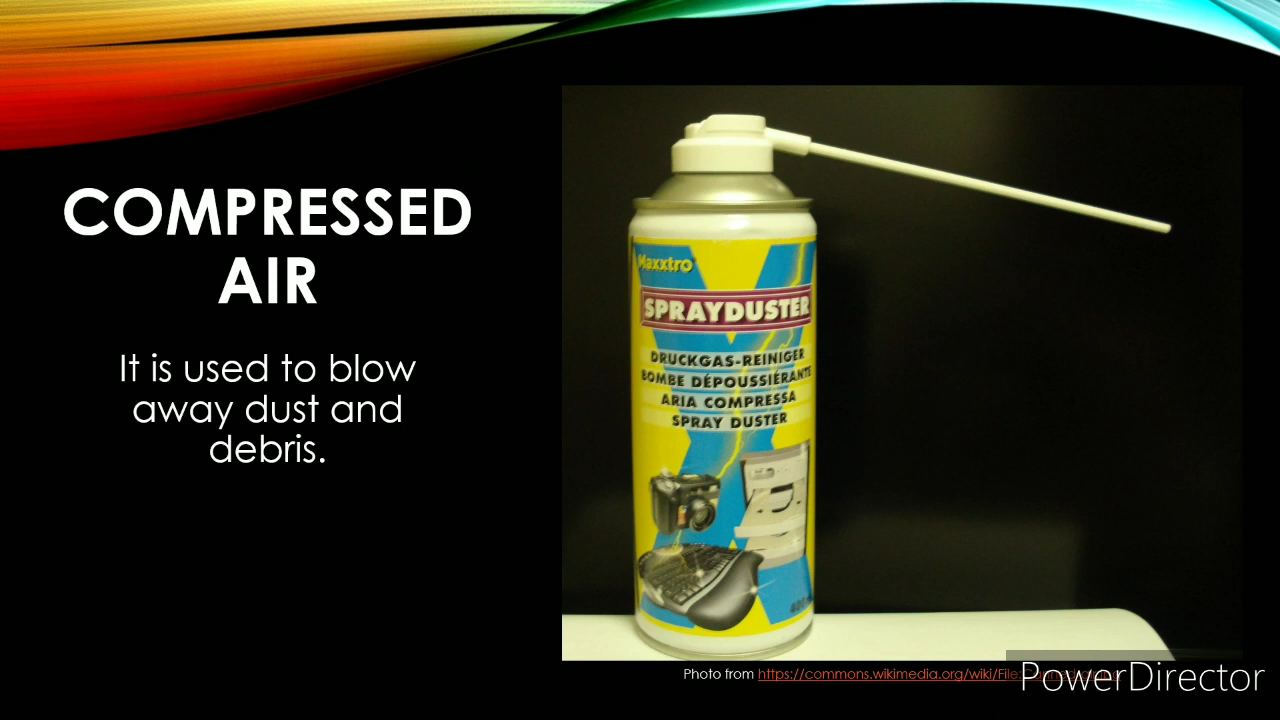 COMPRESSED
AIR
It is used to blow
away dust and
debris.
Maxxtro
SPRAYDUSTER
DRUCKGAS-REINIGER
BOMBE DÉPOUSSIÉRANTE
ARIA COMPRESSA
SPRAY DUSTER
Photo from https://commons.wikimedia.org/wiki/File:
PowerDirector